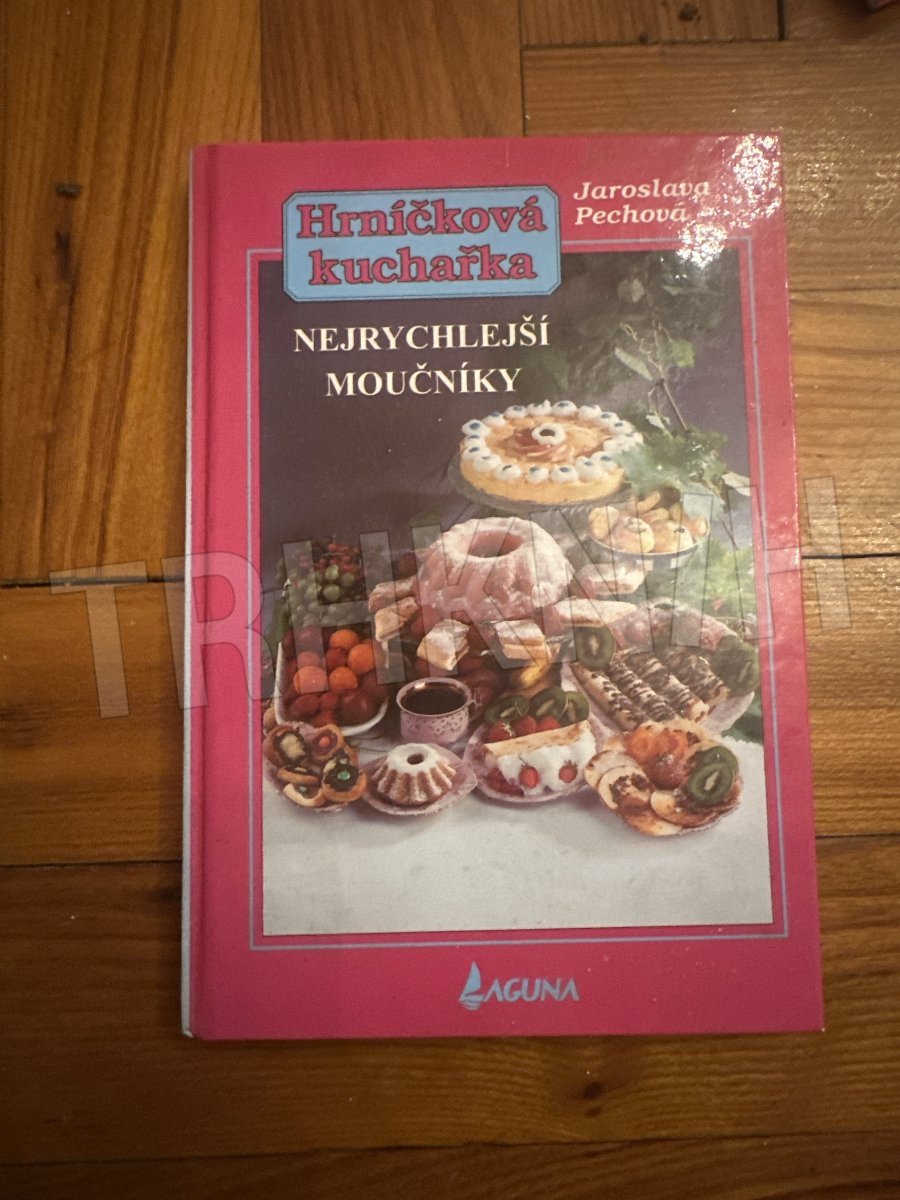 Hrníčková
kuchařka
Jaroslava
Pechová
NEJRYCHLEJŠÍ
MOUČNÍKY
TRHKNIH
LAGUNA